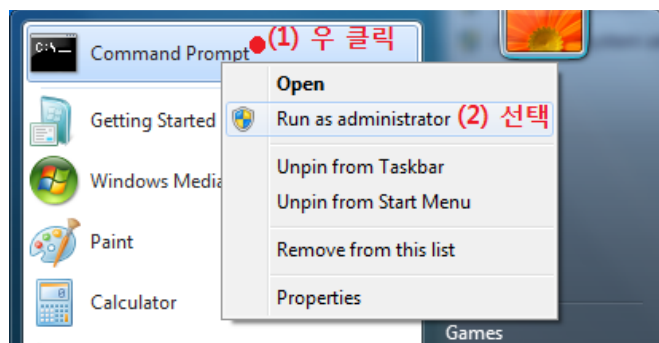 C:\_
Command Prompt (1) 우 클릭
Open
Getting Started
Run as administrator (2) 선택
Unpin from Taskbar
Windows Media
Unpin from Start Menu
Paint
Remove from this list
Calculator
Properties
Games